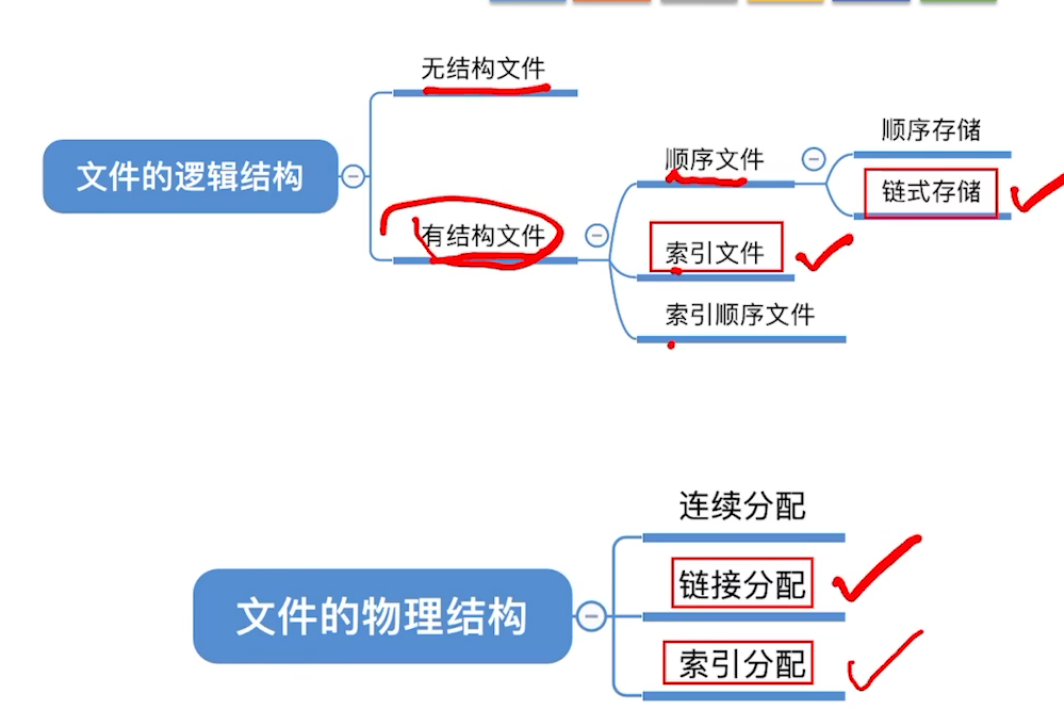 文件的逻辑结构
无结构文件
有结构文件
顺序文件
顺序存储
链式存储
索引文件
索引顺序文件
文件的物理结构
连续分配
链接分配
索引分配